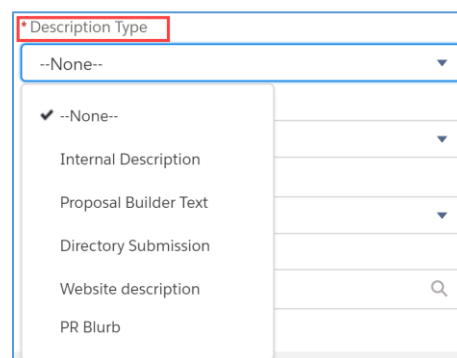 * Description Type
--None--
--None--
Internal Description
Proposal Builder Text
Directory Submission
Website description
PR Blurb